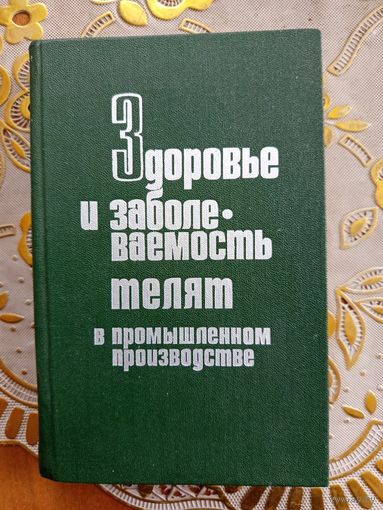 Здоровье
и заболе-
ваемость
телят
в промышленном
производстве